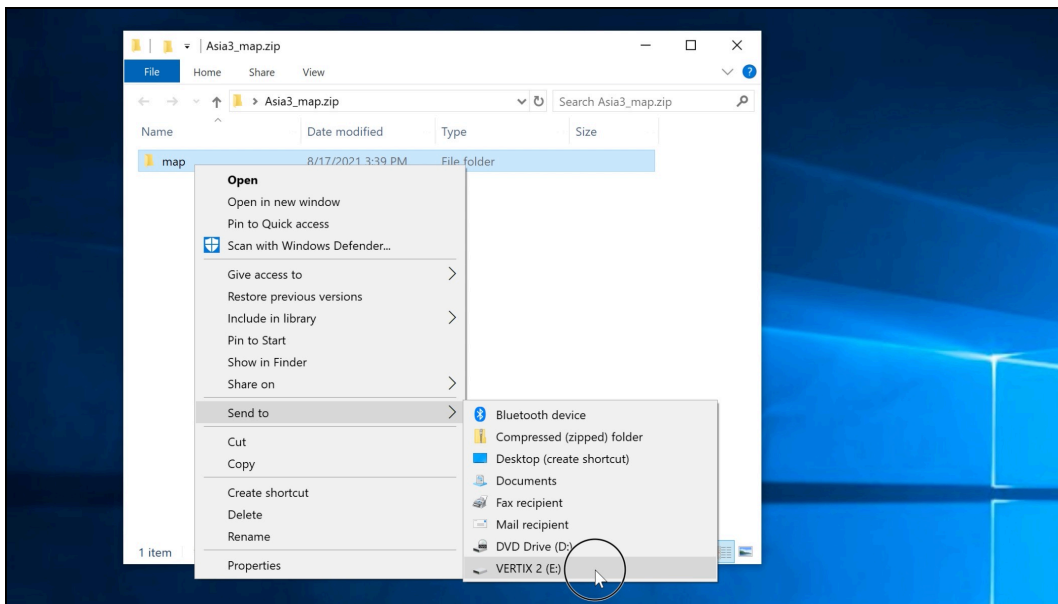 Asia3_map.zip
File Home Share View
Asia3_map.zip
Search Asia3_map.zip
Name Date modified Type Size
map 8/17/2021 3:39 PM File folder
Open
Open in new window
Pin to Quick access
Scan with Windows Defender...
Give access to
Restore previous versions
Include in library
Pin to Start
Show in Finder
Share on
Send to
Cut
Copy
Create shortcut
Delete
Rename
Properties
Bluetooth device
Compressed (zipped) folder
Desktop (create shortcut)
Documents
Fax recipient
Mail recipient
DVD Drive (D:)
VERTIX 2 (E:)
1 item